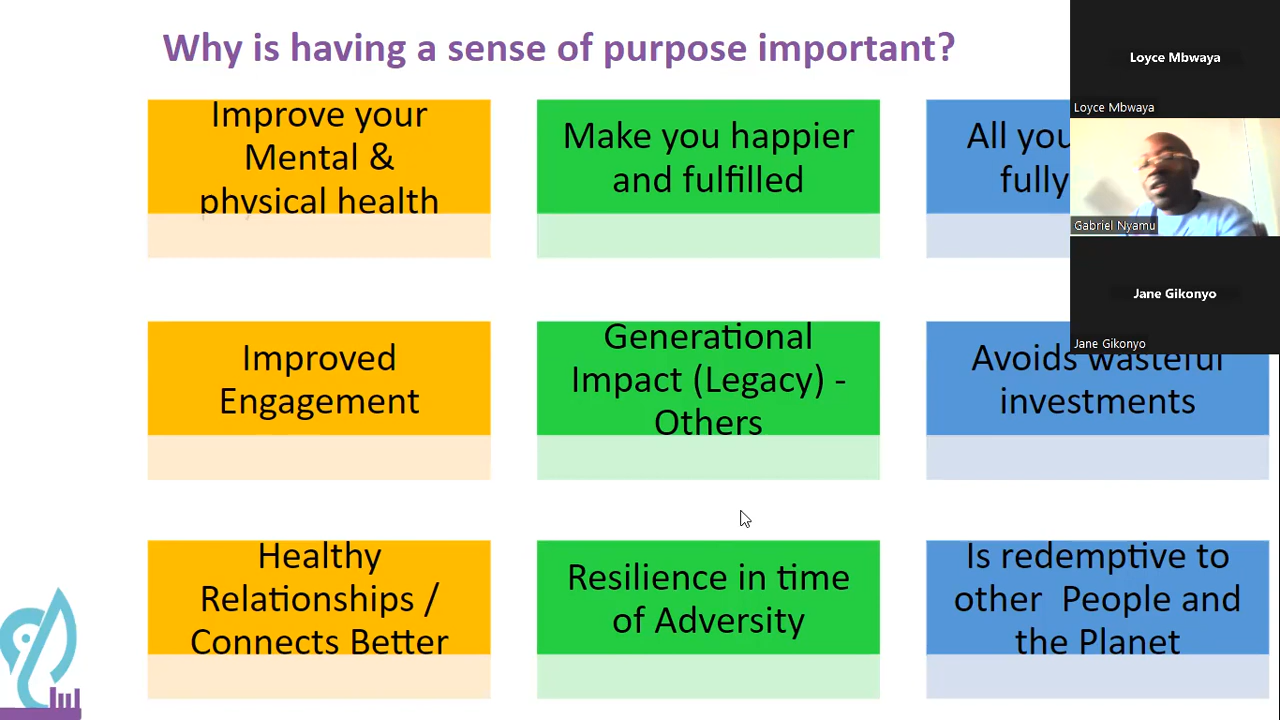 Why is having a sense of purpose important?
Improve your
Mental &
physical health
Make you happier
and fulfilled
All you
fully
Improved
Engagement
Generational
Impact (Legacy) -
Others
Avoids wasteful
investments
Healthy
Relationships /
Connects Better
Resilience in time
of Adversity
Is redemptive to
other People and
the Planet
Loyce Mbwaya
Loyce Mbwaya
Gabriel Nyamu
Jane Gikonyo
Jane Gikonyo